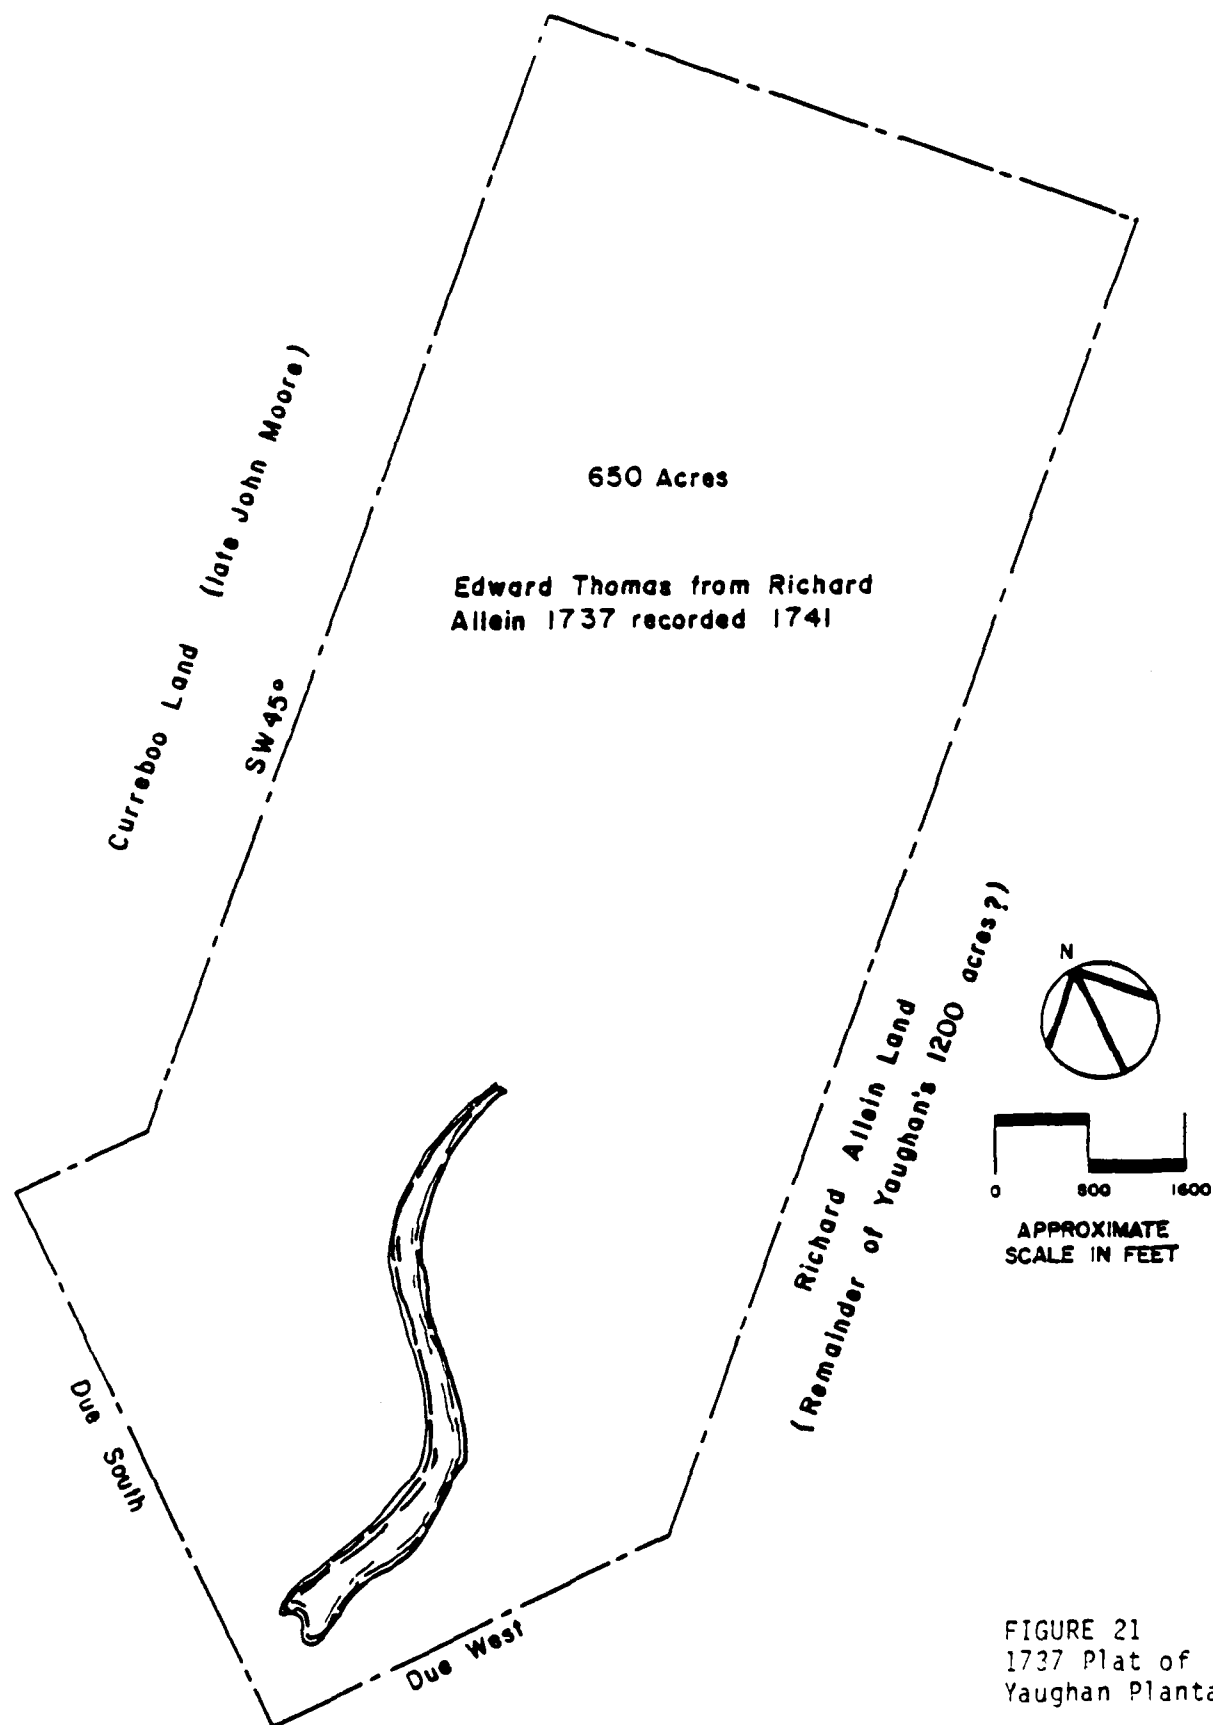 650 Acres
Edward Thomas from Richard
Allein 1737 recorded 1741
Curreboo Land (late John Moore)
SW 45°
Richard Allein Land
(Remainder of Yaughan's 1200 acres?)
N
0 800 1600
APPROXIMATE
SCALE IN FEET
Due South
Due West
FIGURE 21
1737 Plat of
Yaughan Planta